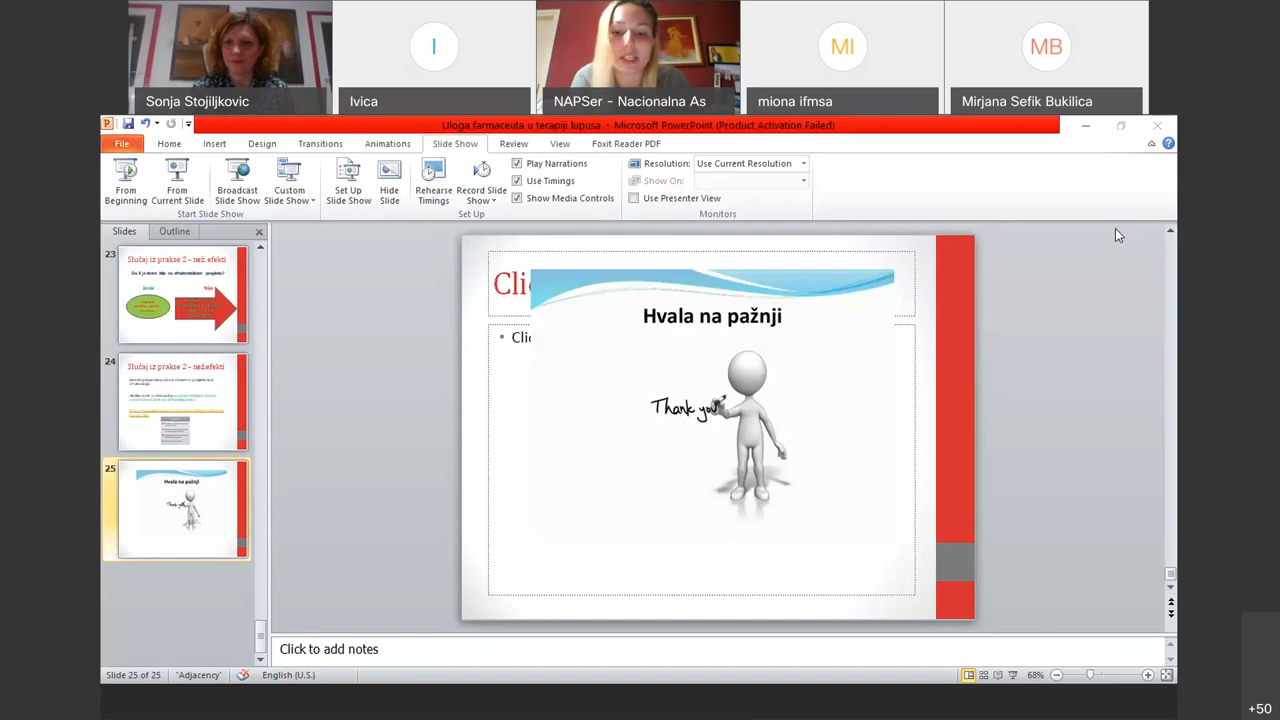 I
MI
MB
Sonja Stojiljkovic
Ivica
NAPSer - Nacionalna As
miona ifmsa
Mirjana Sefik Bukilica
Uloga farmaceuta u terapiji lupusa - Microsoft PowerPoint (Product Activation Failed)
File Home Insert Design Transitions Animations Slide Show Review View Foxit Reader PDF
From Beginning
From Current Slide
Broadcast Slide Show
Custom Slide Show
Set Up Slide Show
Hide Slide
Rehearse Timings
Record Slide Show
Play Narrations
Use Timings
Show Media Controls
Resolution: Use Current Resolution
Show On:
Use Presenter View
Start Slide Show
Set Up
Monitors
Slides Outline
23
Slučaj iz prakse 2 – než. efekti
Jeste
Nije
24
Slučaj iz prakse 2 – než.efekti
25
Hvala na pažnji
Thank you
Clic
Hvala na pažnji
• Clic
Thank you
Click to add notes
Slide 25 of 25 "Adjacency" English (U.S.) 68%
+50